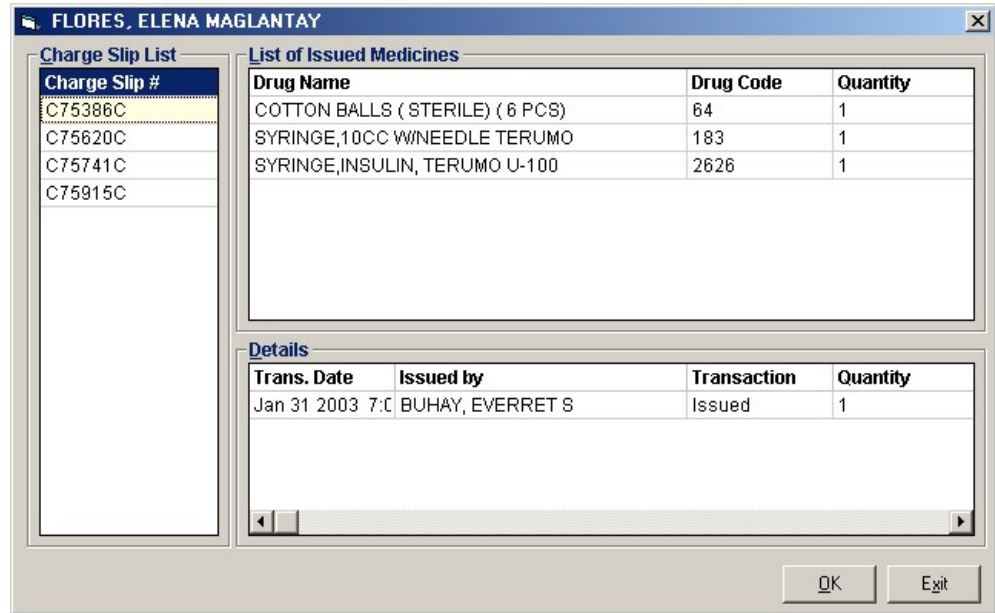 FLORES, ELENA MAGLANTAY
Charge Slip List
Charge Slip #
C75386C
C75620C
C75741C
C75915C
List of Issued Medicines
Drug Name Drug Code Quantity
COTTON BALLS ( STERILE) ( 6 PCS) 64 1
SYRINGE,10CC W/NEEDLE TERUMO 183 1
SYRINGE,INSULIN, TERUMO U-100 2626 1
Details
Trans. Date Issued by Transaction Quantity
Jan 31 2003 BUHAY, EVERRET S Issued 1
OK Exit